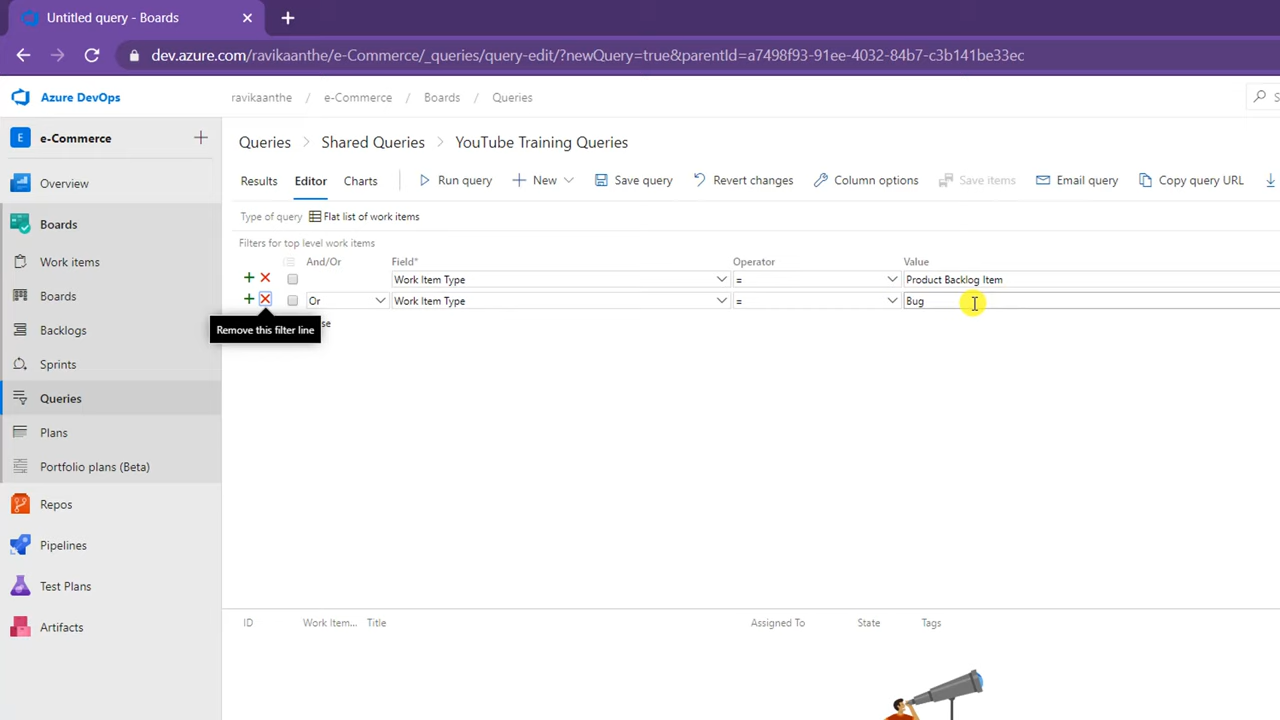 Untitled query - Boards
dev.azure.com/ravikaanthe/e-Commerce/_queries/query-edit/?newQuery=true&parentId=a7498f93-91ee-4032-84b7-c3b141be33ec
Azure DevOps
ravikaanthe / e-Commerce / Boards / Queries
S
E e-Commerce
Queries > Shared Queries > YouTube Training Queries
Overview
Results Editor Charts Run query New Save query Revert changes Column options Save items Email query Copy query URL
Boards
Type of query Flat list of work items
Filters for top level work items
And/Or Field* Operator Value
Work items
Work Item Type = Product Backlog Item
Boards
Or Work Item Type = Bug
Backlogs
Remove this filter line
se
Sprints
Queries
Plans
Portfolio plans (Beta)
Repos
Pipelines
Test Plans
Artifacts
ID Work Item... Title Assigned To State Tags